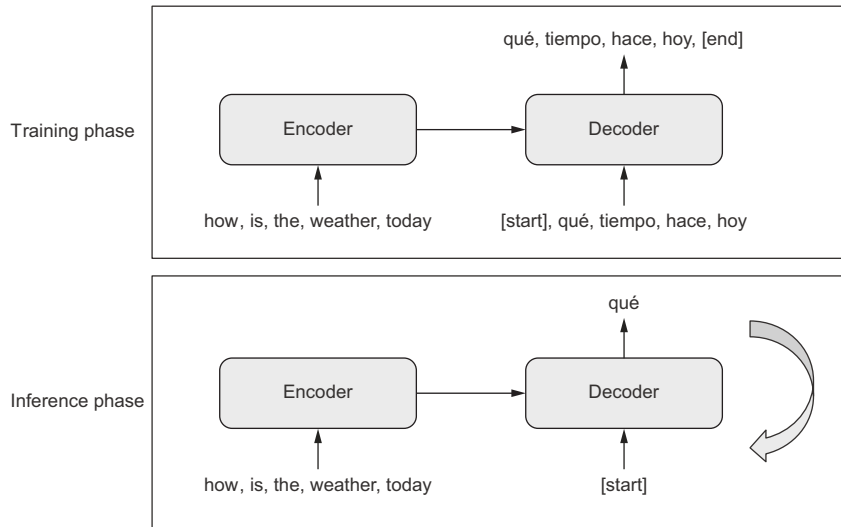 qué, tiempo, hace, hoy, [end]
Training phase
Encoder
Decoder
how, is, the, weather, today
[start], qué, tiempo, hace, hoy
qué
Inference phase
Encoder
Decoder
how, is, the, weather, today
[start]